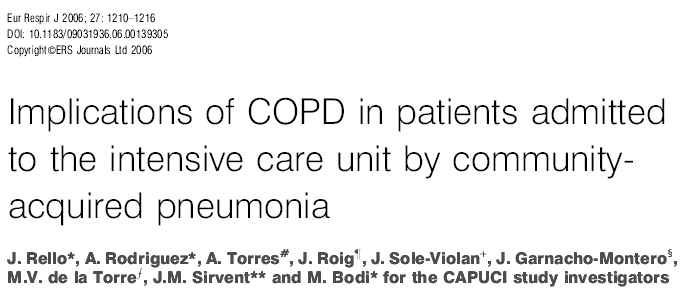 Eur Respir J 2006; 27: 1210–1216
DOI: 10.1183/09031936.06.00139305
Copyright©ERS Journals Ltd 2006
Implications of COPD in patients admitted
to the intensive care unit by community-
acquired pneumonia
J. Rello*, A. Rodriguez*, A. Torres#, J. Roig¶, J. Sole-Violan+, J. Garnacho-Montero§,
M.V. de la Torreƒ, J.M. Sirvent** and M. Bodi* for the CAPUCI study investigators